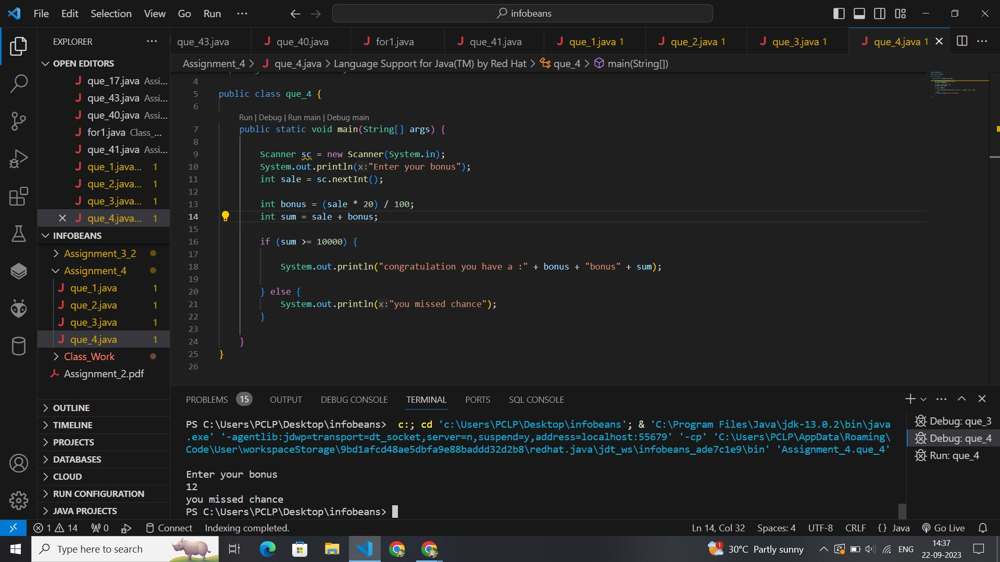 File Edit Selection View Go Run ··· infobeans
EXPLORER ···
que_43.java que_40.java for1.java que_41.java que_1.java 1 que_2.java 1 que_3.java 1 que_4.java 1
OPEN EDITORS
Assignment_4 > que_4.java > Language Support for Java(TM) by Red Hat > que_4 > main(String[])
que_17.java Assi...
que_43.java Assi...
que_40.java Assi...
for1.java Class_...
que_41.java Assi...
que_1.java... 1
que_2.java... 1
que_3.java... 1
que_4.java... 1
INFOBEANS
Assignment_3_2
Assignment_4
que_1.java 1
que_2.java 1
que_3.java 1
que_4.java 1
Class_Work
Assignment_2.pdf
OUTLINE
TIMELINE
PROJECTS
DATABASES
CLOUD
RUN CONFIGURATION
JAVA PROJECTS
4
5 public class que_4 {
6
Run | Debug | Run main | Debug main
7 public static void main(String[] args) {
8
9 Scanner sc = new Scanner(System.in);
10 System.out.println(x:"Enter your bonus");
11 int sale = sc.nextInt();
12
13 int bonus = (sale * 20) / 100;
14 int sum = sale + bonus;
15
16 if (sum >= 10000) {
17
18 System.out.println("congratulation you have a :" + bonus + "bonus" + sum);
19
20 } else {
21 System.out.println(x:"you missed chance");
22 }
23
24 }
25 }
26
PROBLEMS 15 OUTPUT DEBUG CONSOLE TERMINAL PORTS SQL CONSOLE
PS C:\Users\PCLP\Desktop\infobeans> c:; cd 'c:\Users\PCLP\Desktop\infobeans'; & 'C:\Program Files\Java\jdk-13.0.2\bin\java
.exe' '-agentlib:jdwp=transport=dt_socket,server=n,suspend=y,address=localhost:55679' '-cp' 'C:\Users\PCLP\AppData\Roaming\
Code\User\workspaceStorage\9bd1afcd48ae5dbfa9e88baddd32d2b8\redhat.java\jdt_ws\infobeans_ade7c1e9\bin' 'Assignment_4.que_4'
Enter your bonus
12
you missed chance
PS C:\Users\PCLP\Desktop\infobeans>
Debug: que_3
Debug: que_4
Run: que_4
1 14 0 Connect Indexing completed. Ln 14, Col 32 Spaces: 4 UTF-8 CRLF {} Java Go Live
Type here to search 1 30°C Partly sunny ENG 14:37
22-09-2023